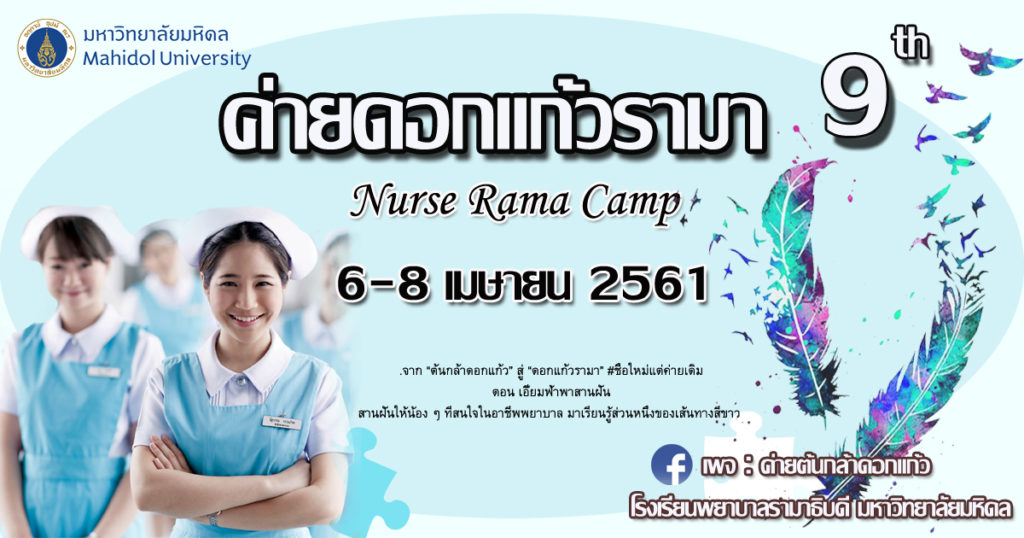 มหาวิทยาลัยมหิดล
Mahidol University
ค่ายดอกแก้วรามา 9th
Nurse Rama Camp
6-8 เมษายน 2561
.จาก "ต้นกล้าดอกแก้ว" สู่ "ดอกแก้วรามา" #ชื่อใหม่แต่ค่ายเดิม
ตอน เอี๊ยมฟ้าพาสานฝัน
สานฝันให้น้อง ๆ ที่สนใจในอาชีพพยาบาล มาเรียนรู้ส่วนหนึ่งของเส้นทางสีขาว
f เพจ : ค่ายต้นกล้าดอกแก้ว
โรงเรียนพยาบาลรามาธิบดี มหาวิทยาลัยมหิดล